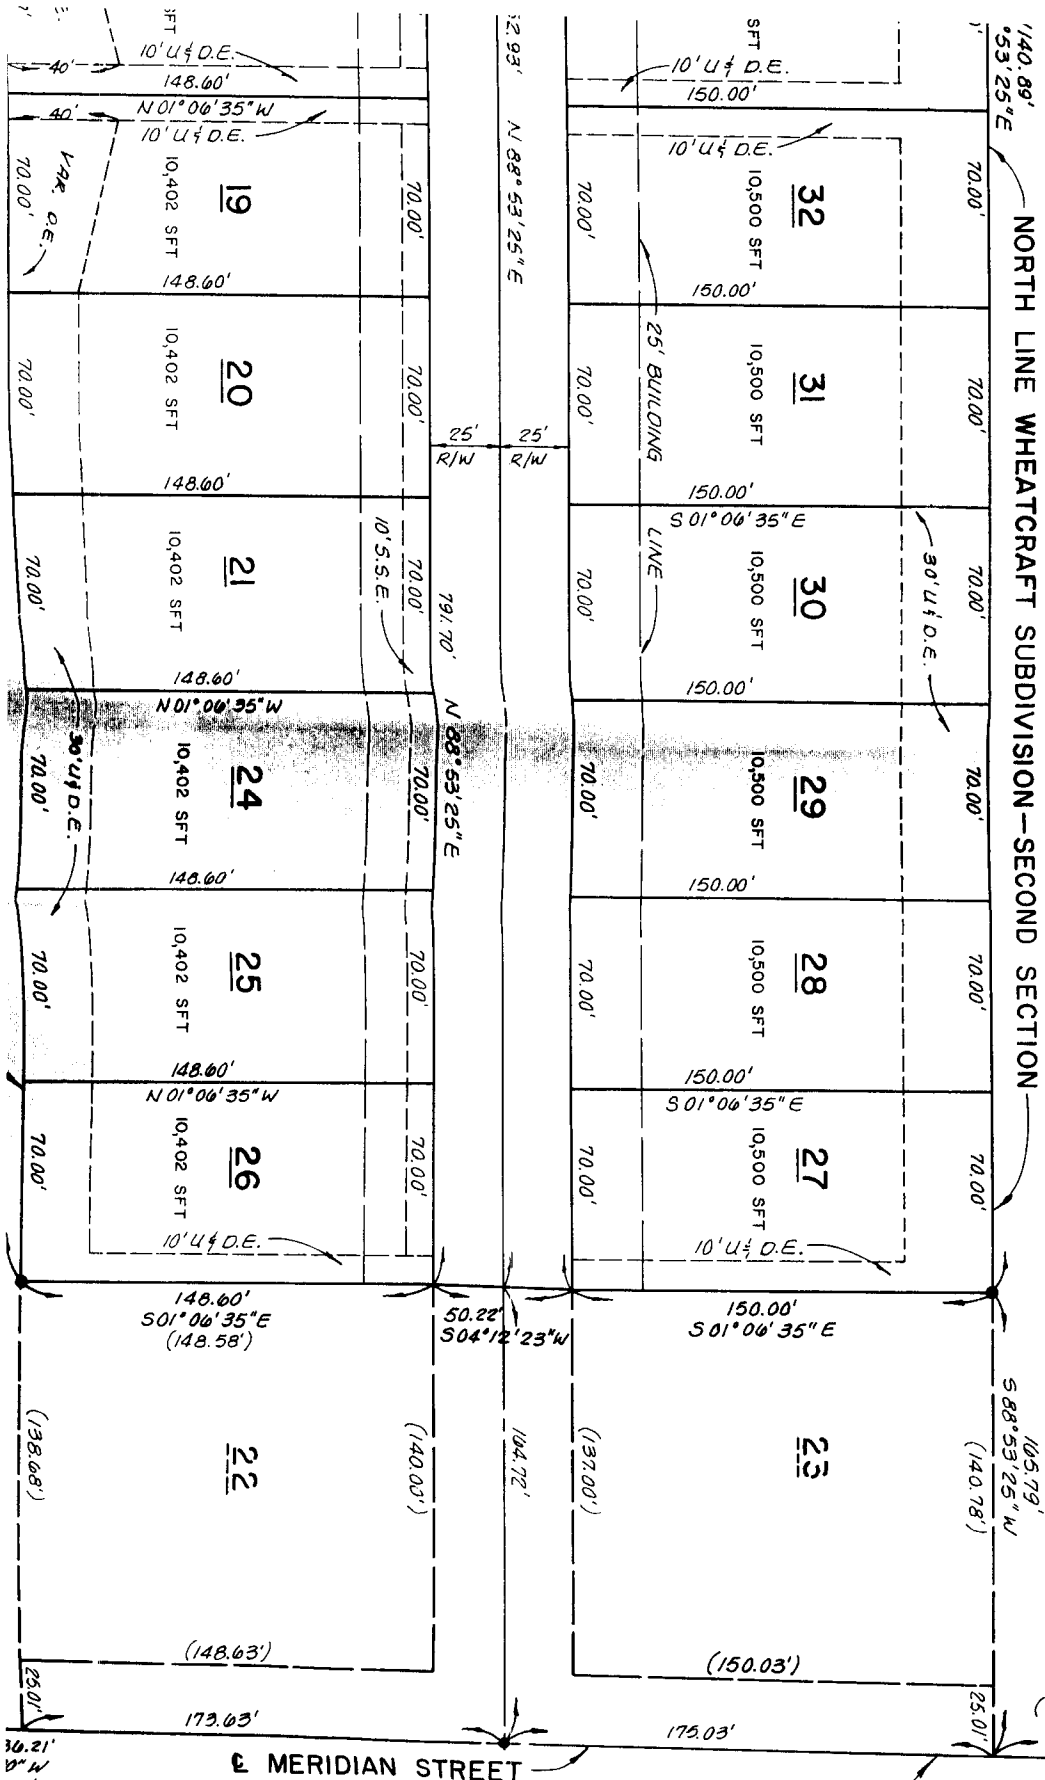 10' U & D.E.
40'
148.60'
N 01° 06' 35" W
40'
10' U & D.E.
VAR. D.E.
70.00'
19
10,402 SFT
70.00'
148.60'
20
10,402 SFT
70.00'
70.00'
148.60'
21
10,402 SFT
70.00'
70.00'
10' S.S.E.
148.60'
N 01° 06' 35" W
24
10,402 SFT
70.00'
70.00'
30' U & D.E.
148.60'
25
10,402 SFT
70.00'
70.00'
148.60'
N 01° 06' 35" W
26
10,402 SFT
70.00'
70.00'
10' U & D.E.
148.60'
S 01° 06' 35" E
(148.58')
22
(138.68')
(140.00')
(148.63')
25.01'
173.63'
36.21'
52.93'
N 88° 53' 25" E
25' R/W
25' R/W
791.70'
N 88° 53' 25" E
50.22'
S 04° 12' 23" W
164.72'
SFT
SFT
10' U & D.E.
150.00'
10' U & D.E.
32
10,500 SFT
70.00'
70.00'
150.00'
31
10,500 SFT
70.00'
70.00'
25' BUILDING LINE
150.00'
S 01° 06' 35" E
30
10,500 SFT
70.00'
70.00'
30' U & D.E.
150.00'
29
10,500 SFT
70.00'
70.00'
150.00'
28
10,500 SFT
70.00'
70.00'
150.00'
S 01° 06' 35" E
27
10,500 SFT
70.00'
70.00'
10' U & D.E.
150.00'
S 01° 06' 35" E
23
(137.00')
(140.78')
165.79'
S 88° 53' 25" W
(150.03')
25.01'
175.03'
140.89'
°53' 25" E
NORTH LINE WHEATCRAFT SUBDIVISION—SECOND SECTION
℄ MERIDIAN STREET